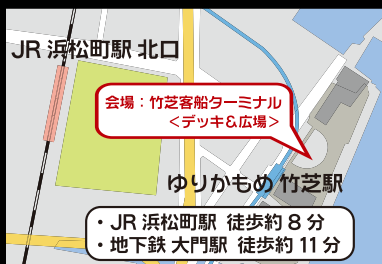 JR 浜松町駅 北口
会場：竹芝客船ターミナル
＜デッキ&広場＞
ゆりかもめ 竹芝駅
・JR 浜松町駅 徒歩約 8 分
・地下鉄 大門駅 徒歩約 11 分